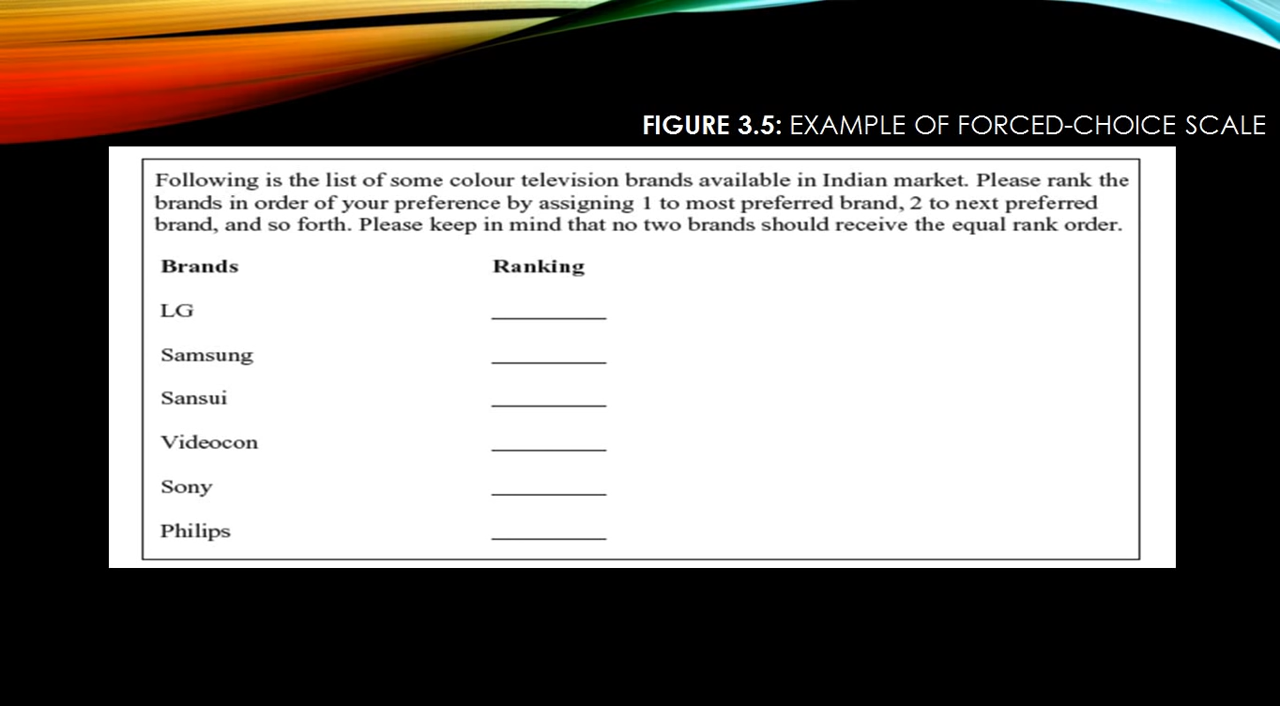 FIGURE 3.5: EXAMPLE OF FORCED-CHOICE SCALE
Following is the list of some colour television brands available in Indian market. Please rank the
brands in order of your preference by assigning 1 to most preferred brand, 2 to next preferred
brand, and so forth. Please keep in mind that no two brands should receive the equal rank order.
Brands Ranking
LG
Samsung
Sansui
Videocon
Sony
Philips